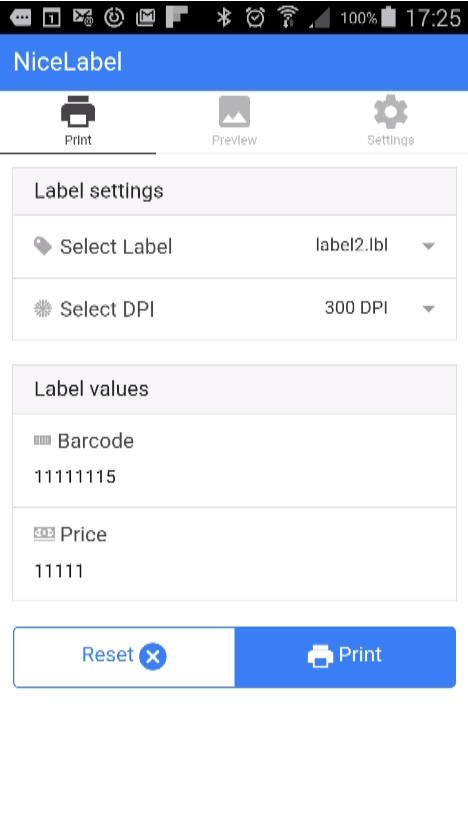 1 100% 17:25
NiceLabel
Print Preview Settings
Label settings
Select Label label2.lbl
Select DPI 300 DPI
Label values
Barcode
11111115
Price
11111
Reset Print